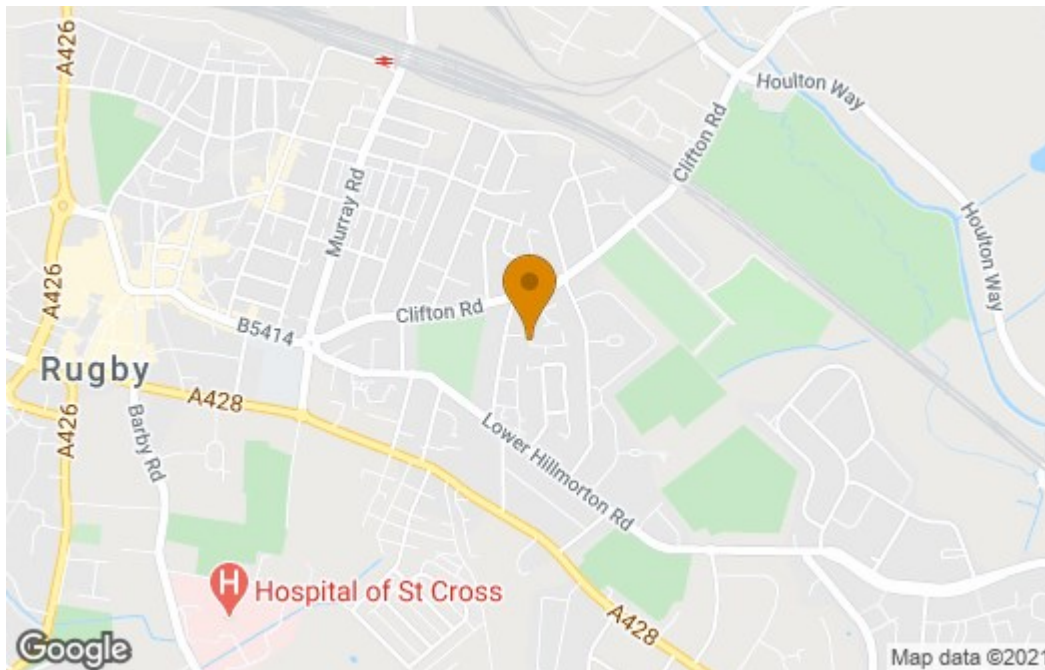 A426
Houlton Way
Clifton Rd
Murray Rd
Houlton Way
A426
Clifton Rd
B5414
Rugby
A428
A426
Barby Rd
Lower Hillmorton Rd
H
Hospital of St Cross
A428
Google
Map data ©2021